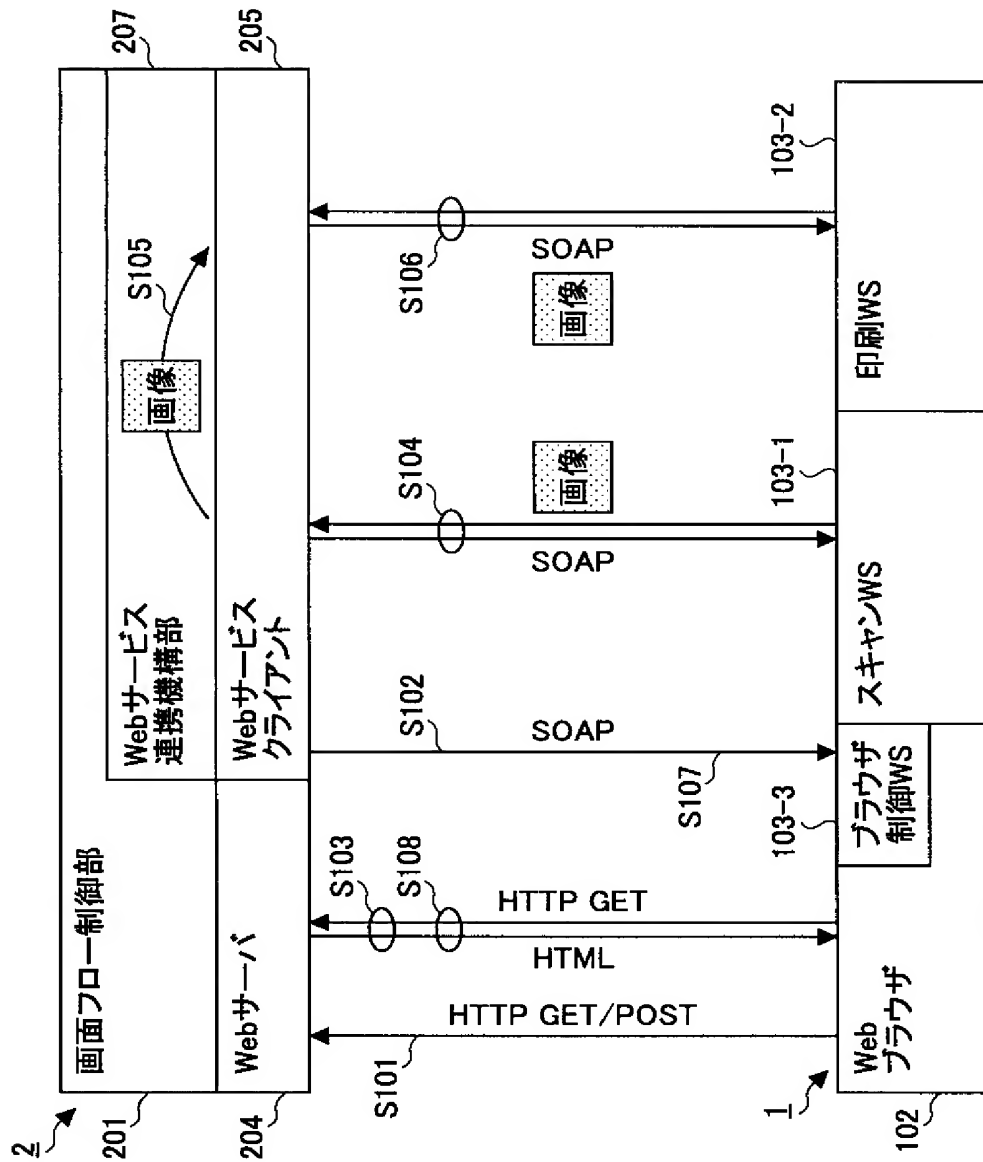 2
201
画面フロー制御部
207
Webサービス
連携機構部
画像
S105
204
Webサーバ
Webサービス
クライアント
205
S101
HTTP GET/POST
HTML
HTTP GET
S103
S108
S102
SOAP
S107
S104
SOAP
画像
S106
SOAP
画像
1
102
Web
ブラウザ
103-3
ブラウザ
制御WS
103-1
スキャンWS
103-2
印刷WS